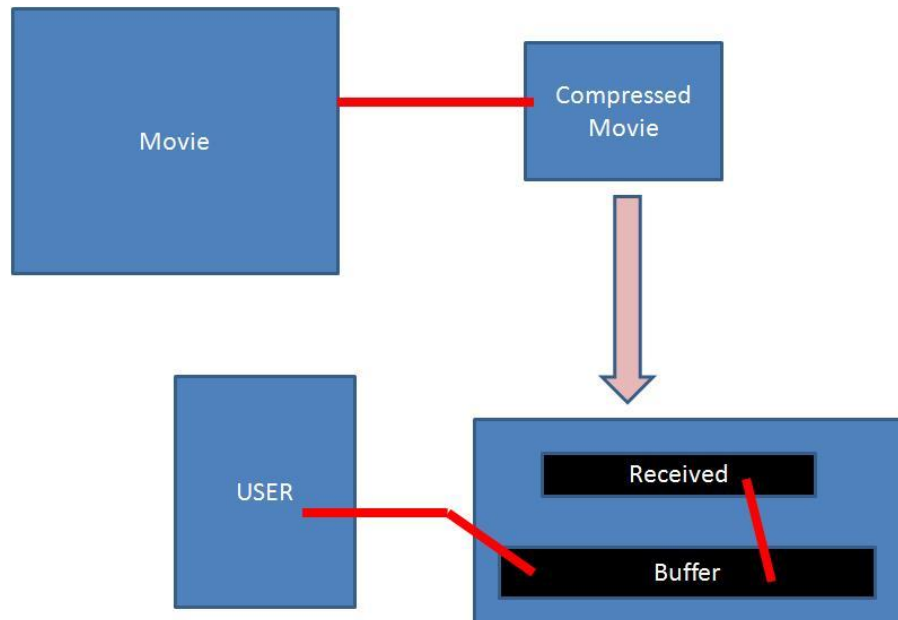 Movie
Compressed
Movie
USER
Received
Buffer